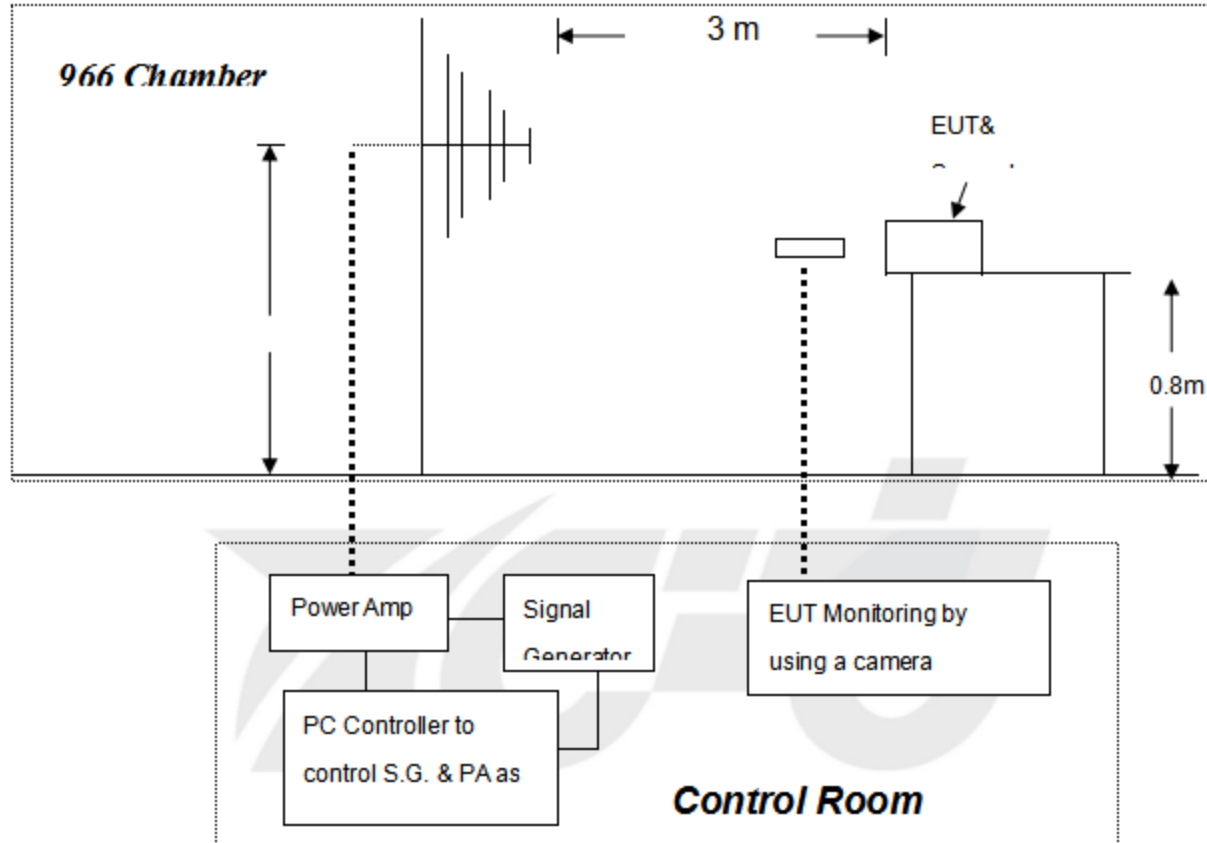 3 m
966 Chamber
EUT&
0.8m
Power Amp
Signal
Generator
EUT Monitoring by
using a camera
PC Controller to
control S.G. & PA as
Control Room